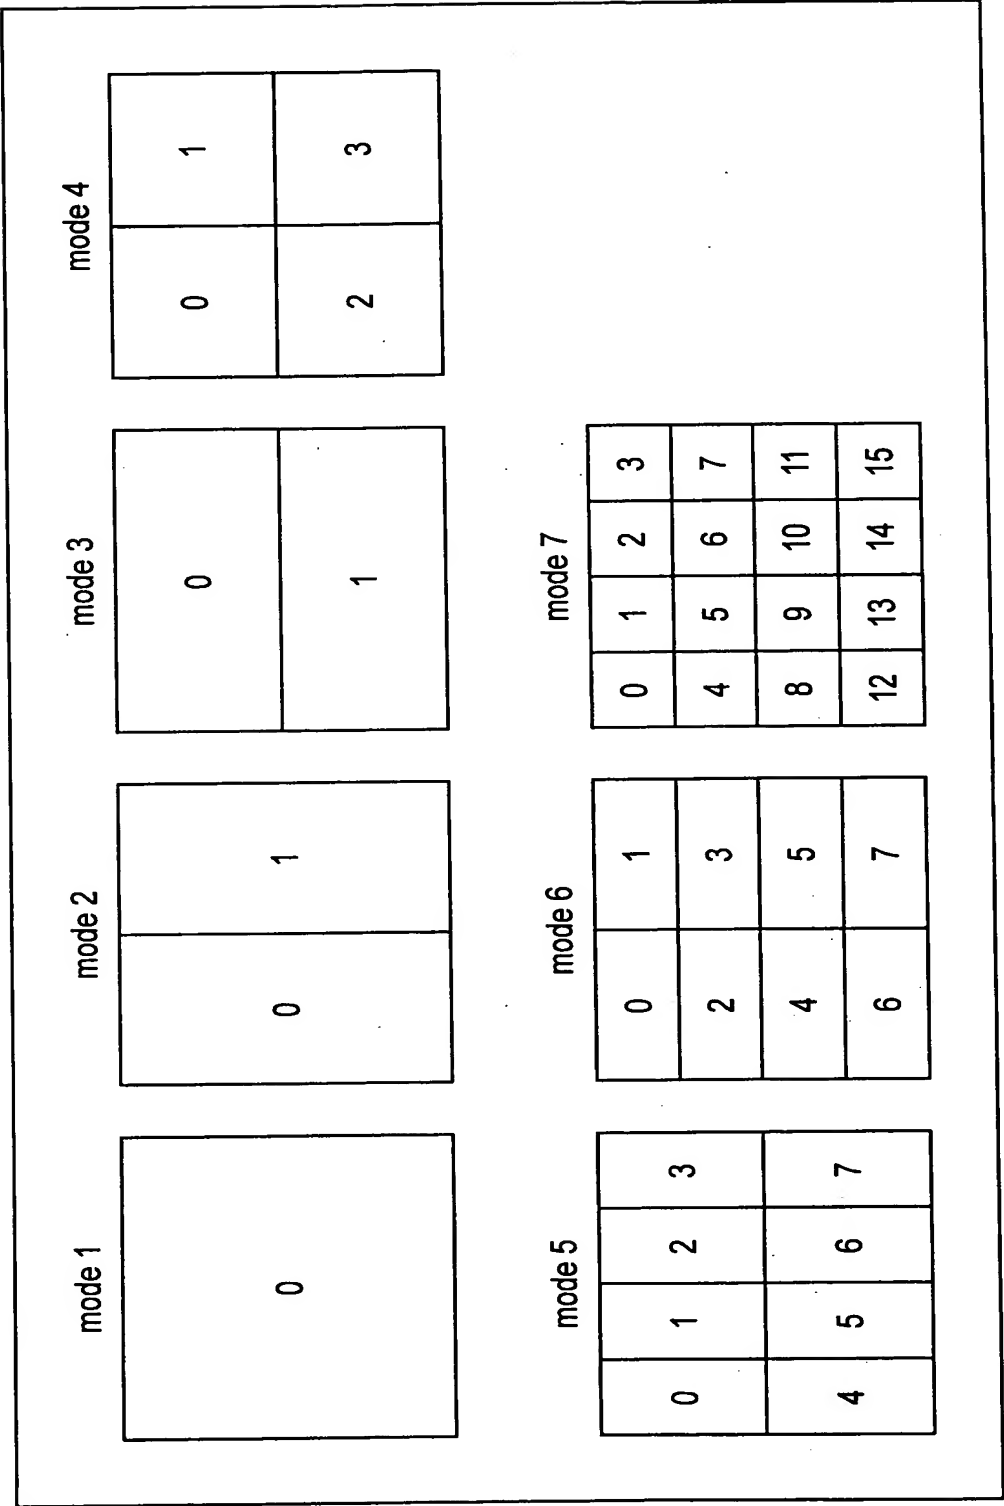 mode 1
0
mode 2
0 1
mode 3
0
1
mode 4
0 1
2 3
mode 5
0 1 2 3
4 5 6 7
mode 6
0 1
2 3
4 5
6 7
mode 7
0 1 2 3
4 5 6 7
8 9 10 11
12 13 14 15